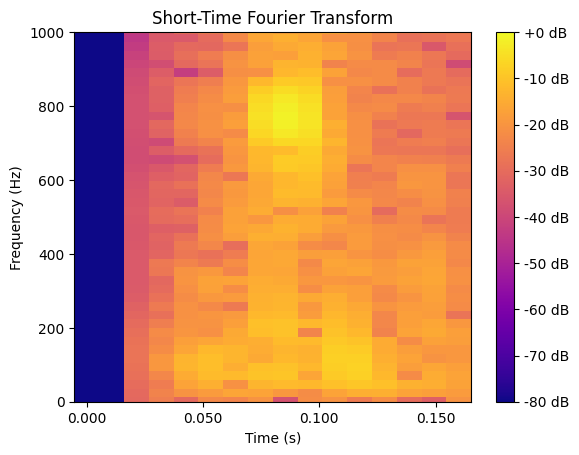 Short-Time Fourier Transform
1000
800
600
400
200
0
Frequency (Hz)
0.000
0.050
0.100
0.150
Time (s)
+0 dB
-10 dB
-20 dB
-30 dB
-40 dB
-50 dB
-60 dB
-70 dB
-80 dB